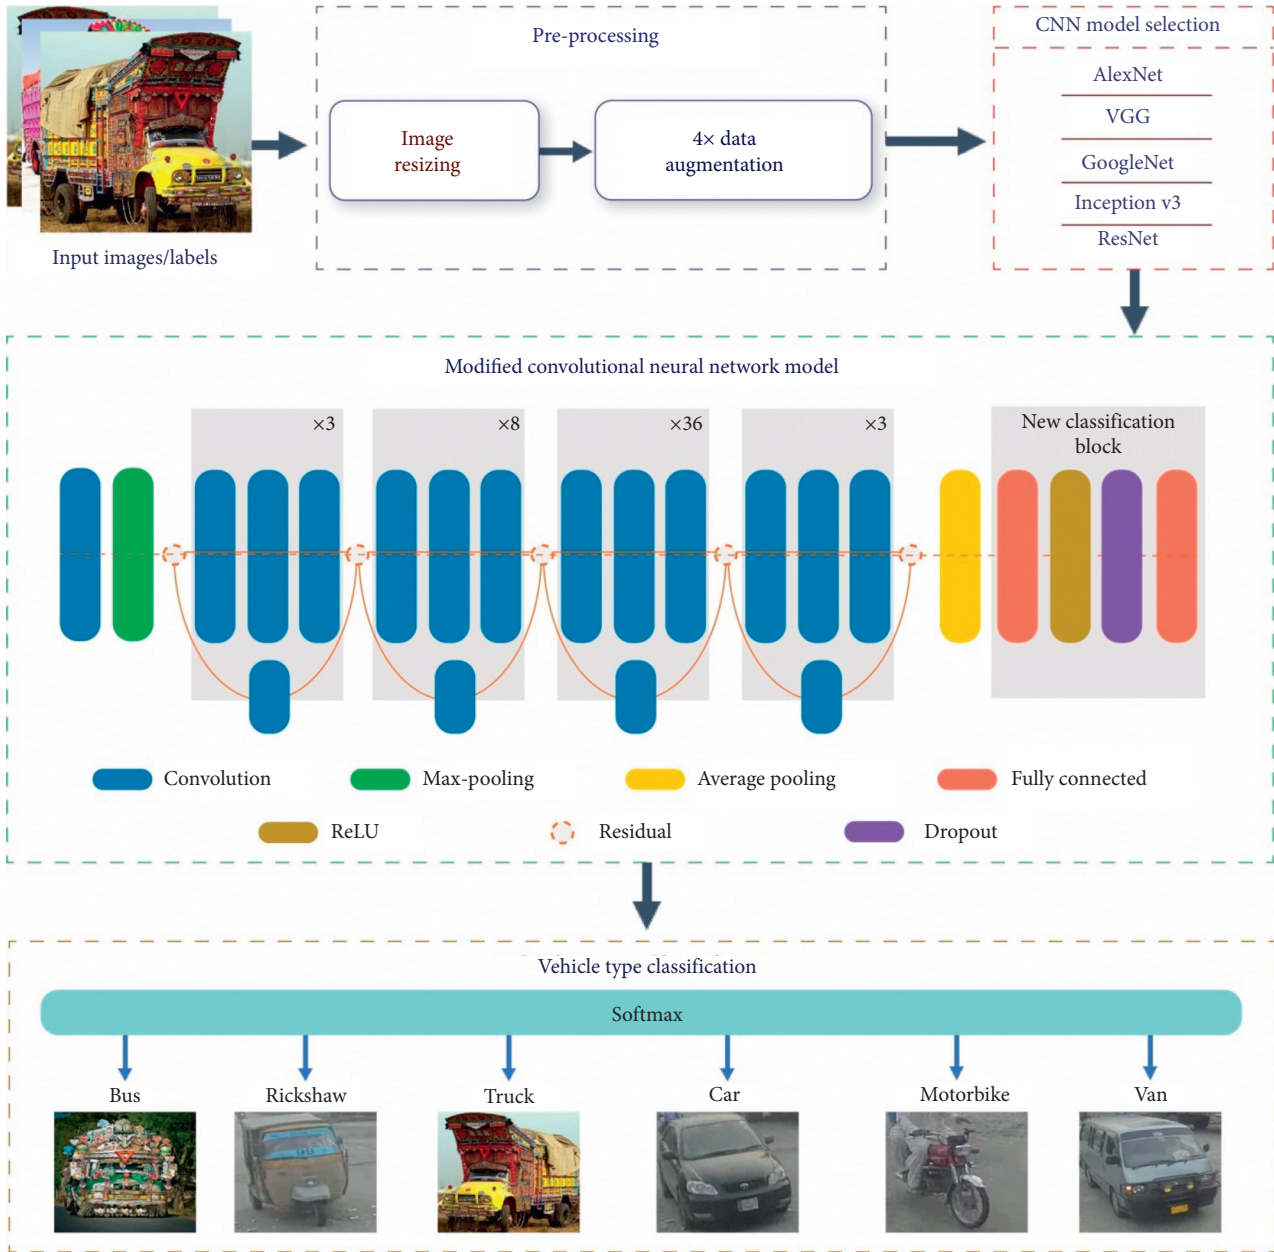 Pre-processing
CNN model selection
Image
resizing
4× data
augmentation
AlexNet
VGG
GoogleNet
Inception v3
ResNet
Input images/labels
Modified convolutional neural network model
×3
×8
×36
×3
New classification
block
Convolution
Max-pooling
Average pooling
Fully connected
ReLU
Residual
Dropout
Vehicle type classification
Softmax
Bus
Rickshaw
Truck
Car
Motorbike
Van